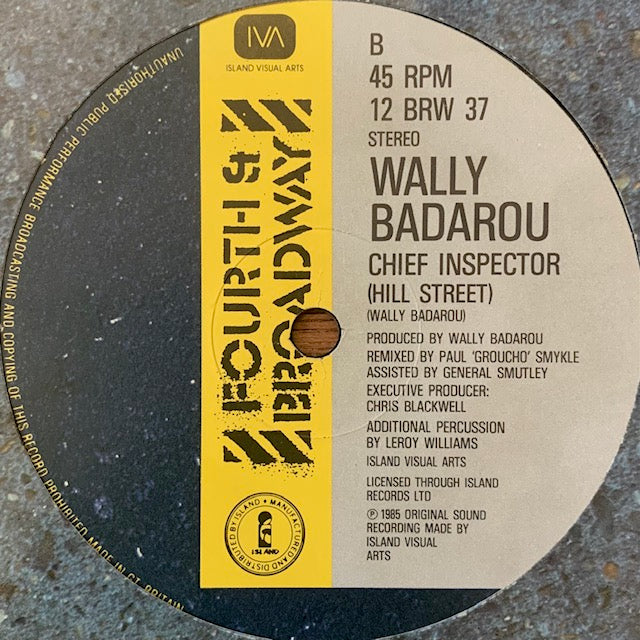 IVA
ISLAND VISUAL ARTS
FOURTH &
BROADWAY
B
45 RPM
12 BRW 37
STEREO
WALLY
BADAROU
CHIEF INSPECTOR
(HILL STREET)
(WALLY BADAROU)
PRODUCED BY WALLY BADAROU
REMIXED BY PAUL 'GROUCHO' SMYKLE
ASSISTED BY GENERAL SMUTLEY
EXECUTIVE PRODUCER:
CHRIS BLACKWELL
ADDITIONAL PERCUSSION
BY LEROY WILLIAMS
ISLAND VISUAL ARTS
LICENSED THROUGH ISLAND
RECORDS LTD
℗ 1985 ORIGINAL SOUND
RECORDING MADE BY
ISLAND VISUAL
ARTS
MANUFACTURED AND DISTRIBUTED BY ISLAND
ISLAND
UNAUTHORISED PUBLIC PERFORMANCE BROADCASTING AND COPYING OF THIS RECORD PROHIBITED MADE IN GT. BRITAIN